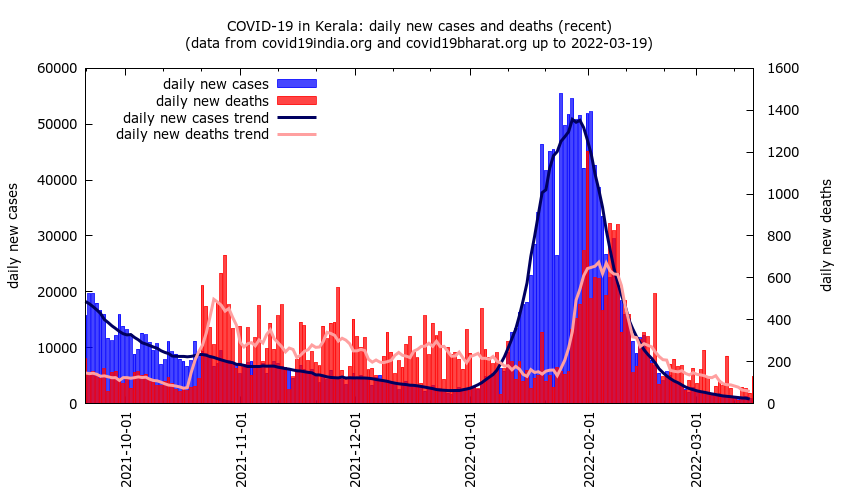 COVID-19 in Kerala: daily new cases and deaths (recent)
(data from covid19india.org and covid19bharat.org up to 2022-03-19)
daily new cases
daily new deaths
daily new cases trend
daily new deaths trend
60000
50000
40000
30000
20000
10000
0
daily new cases
1600
1400
1200
1000
800
600
400
200
0
daily new deaths
2021-10-01
2021-11-01
2021-12-01
2022-01-01
2022-02-01
2022-03-01